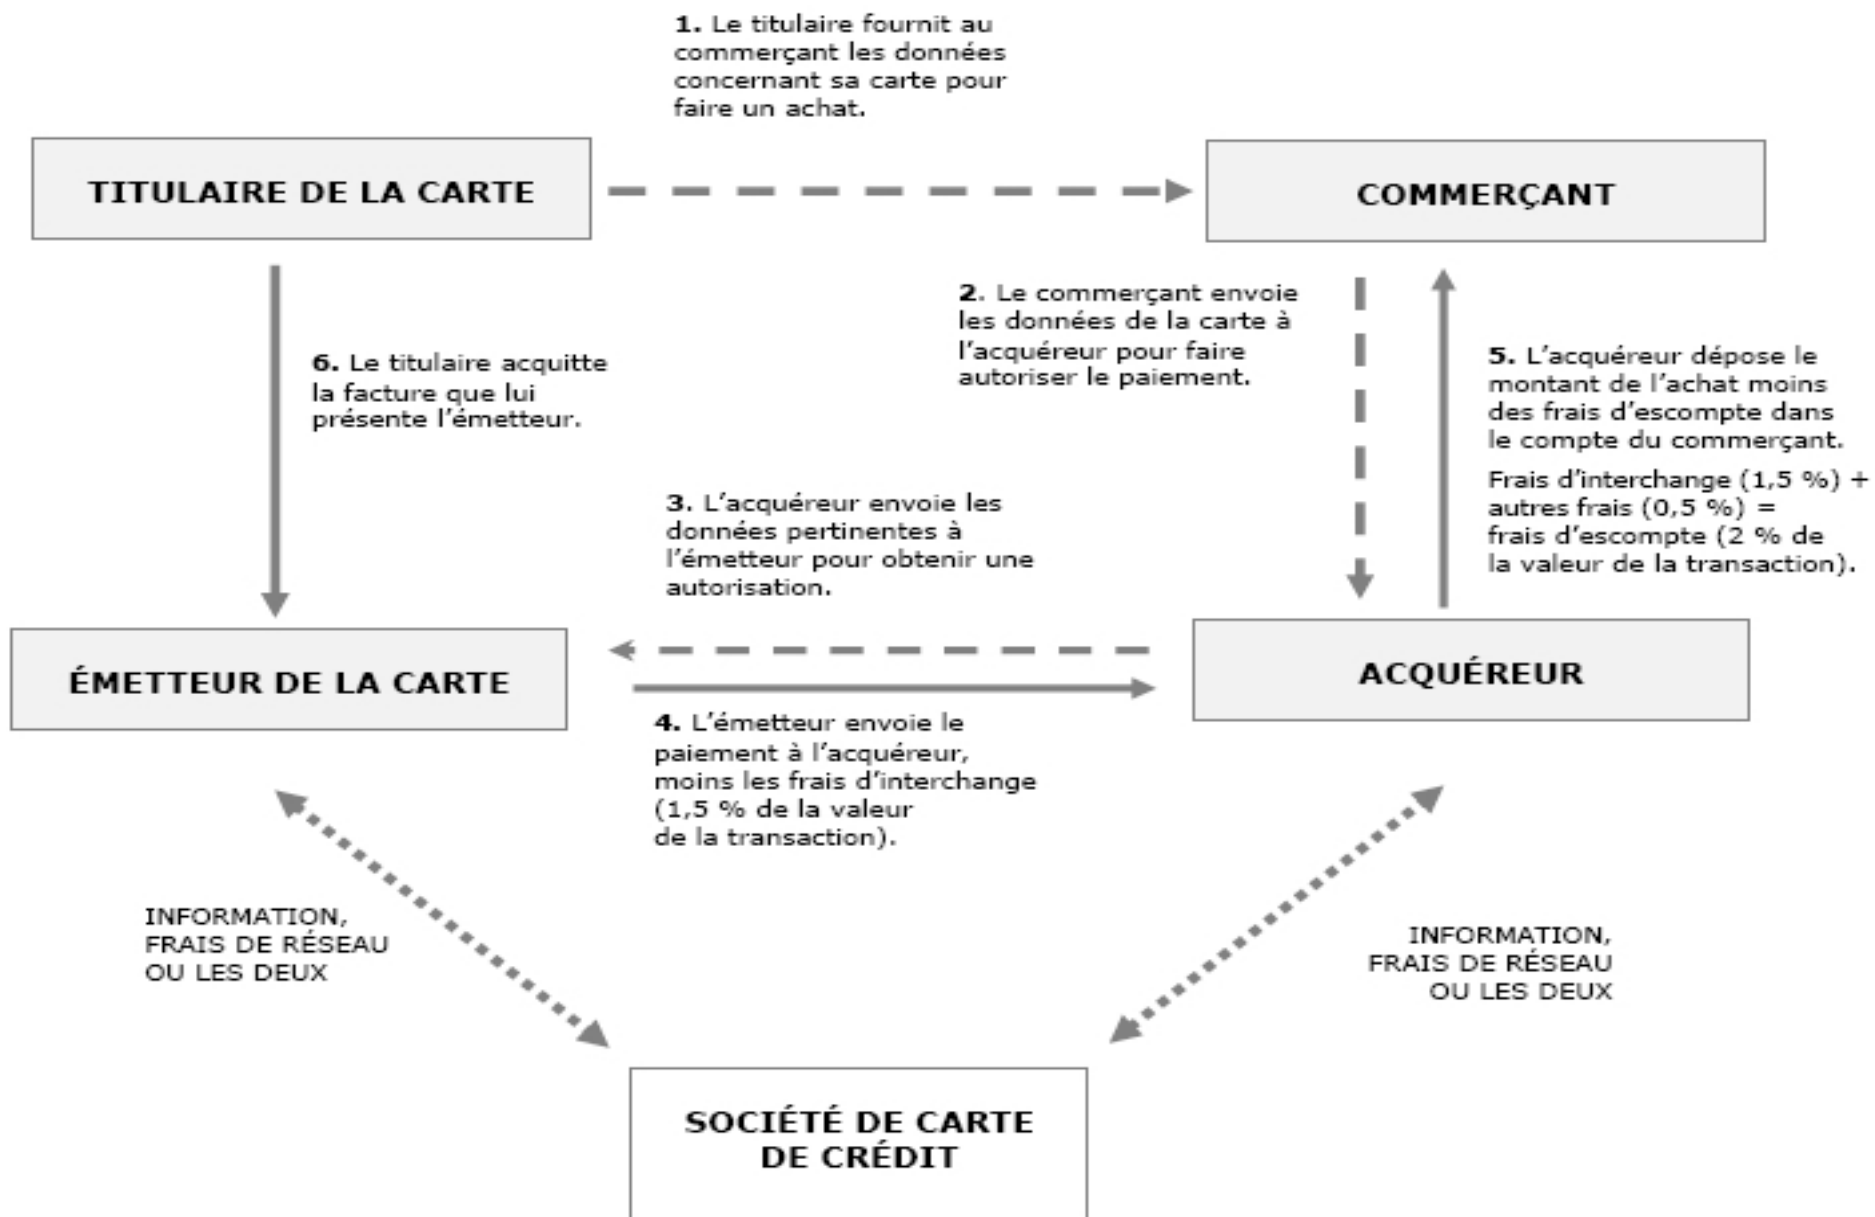 1. Le titulaire fournit au
commerçant les données
concernant sa carte pour
faire un achat.
TITULAIRE DE LA CARTE
COMMERÇANT
2. Le commerçant envoie
les données de la carte à
l'acquéreur pour faire
autoriser le paiement.
5. L'acquéreur dépose le
montant de l'achat moins
des frais d'escompte dans
le compte du commerçant.
Frais d'interchange (1,5 %) +
autres frais (0,5 %) =
frais d'escompte (2 % de
la valeur de la transaction).
6. Le titulaire acquitte
la facture que lui
présente l'émetteur.
3. L'acquéreur envoie les
données pertinentes à
l'émetteur pour obtenir une
autorisation.
ÉMETTEUR DE LA CARTE
ACQUÉREUR
4. L'émetteur envoie le
paiement à l'acquéreur,
moins les frais d'interchange
(1,5 % de la valeur
de la transaction).
INFORMATION,
FRAIS DE RÉSEAU
OU LES DEUX
INFORMATION,
FRAIS DE RÉSEAU
OU LES DEUX
SOCIÉTÉ DE CARTE
DE CRÉDIT